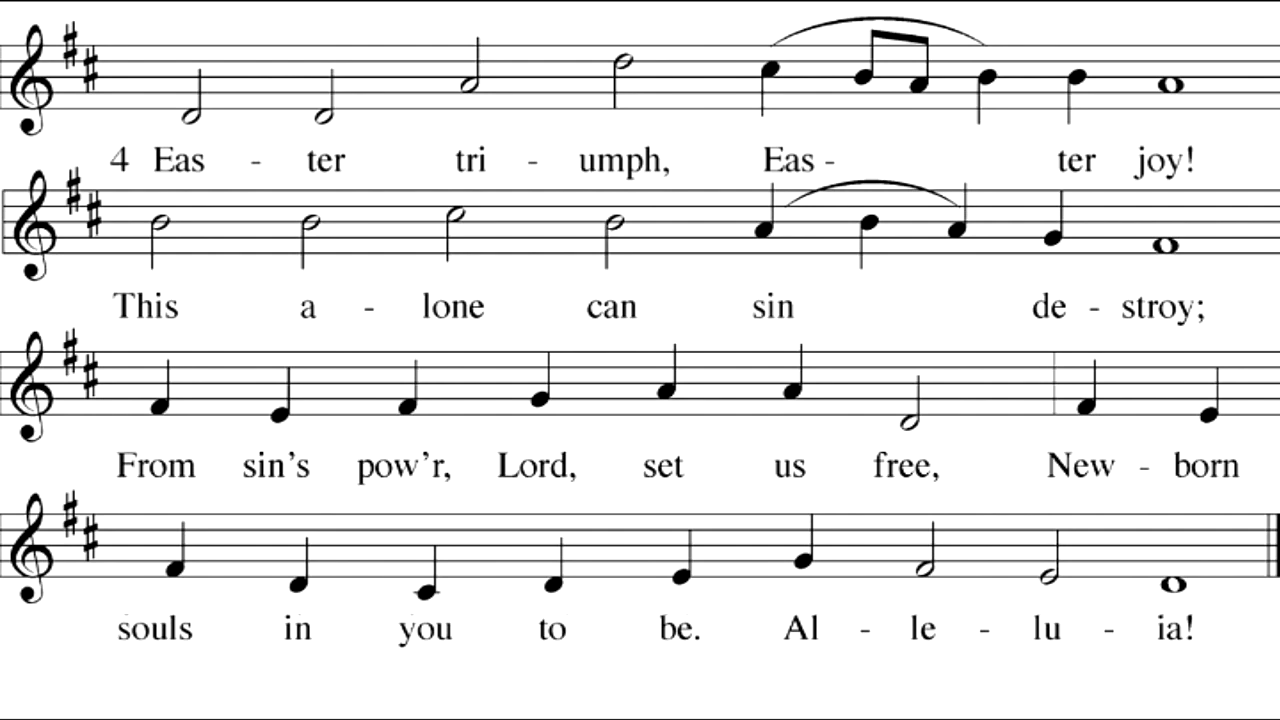 4 Eas - ter tri - umph, Eas - ter joy!
This a - lone can sin de - stroy;
From sin's pow'r, Lord, set us free, New - born
souls in you to be. Al - le - lu - ia!